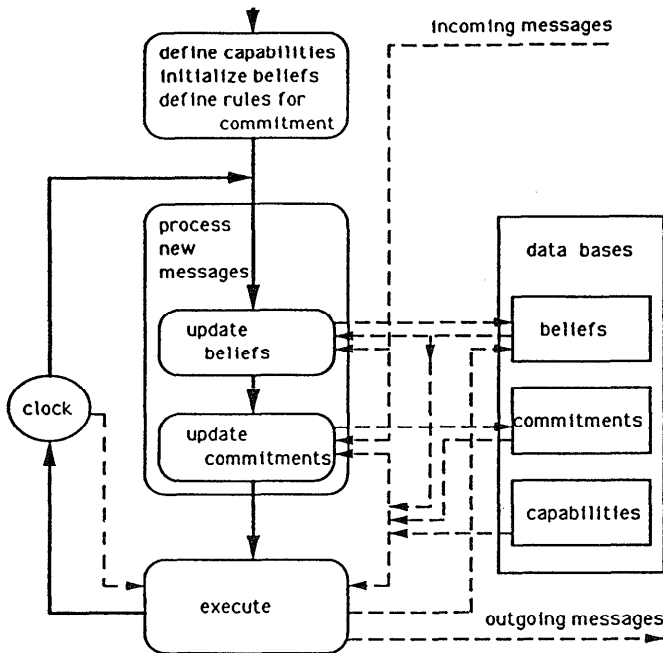 incoming messages
define capabilities
initialize beliefs
define rules for
commitment
process
new
messages
data bases
update
beliefs
beliefs
clock
update
commitments
commitments
capabilities
execute
outgoing messages